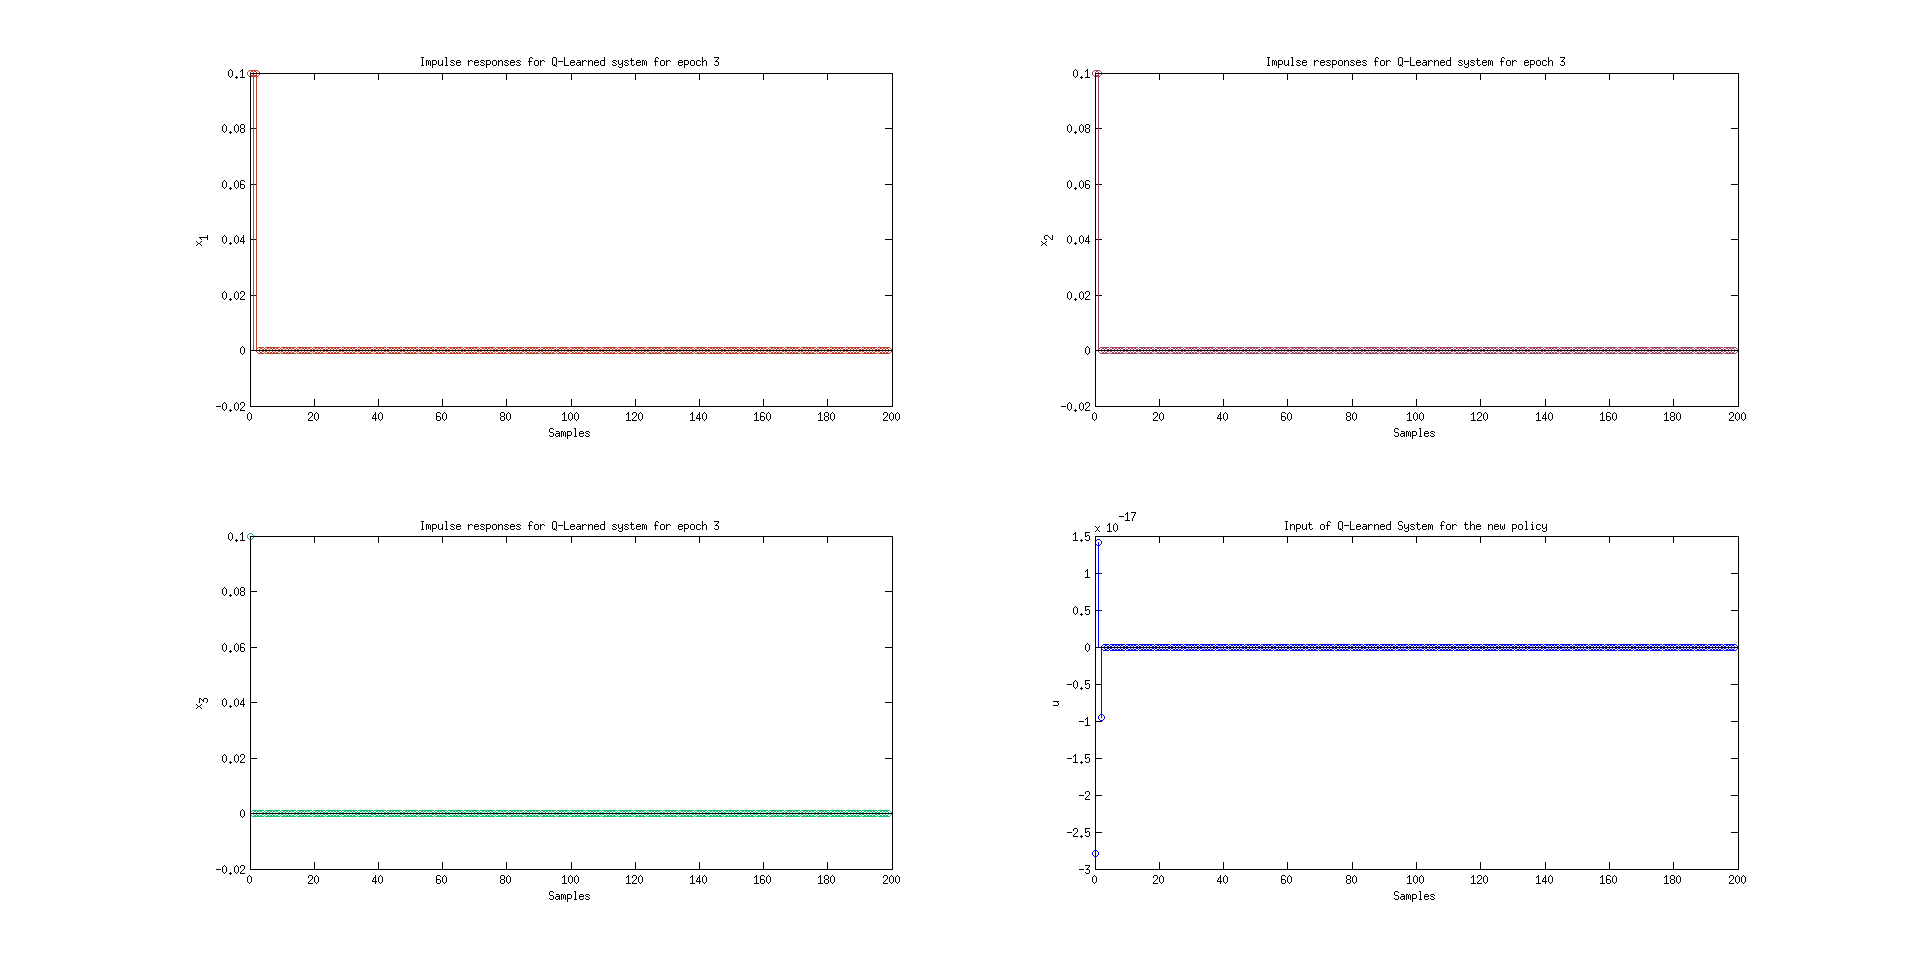 Impulse responses for Q-Learned system for epoch 3
0.1
0.08
0.06
0.04
0.02
0
-0.02
x1
0 20 40 60 80 100 120 140 160 180 200
Samples
Impulse responses for Q-Learned system for epoch 3
0.1
0.08
0.06
0.04
0.02
0
-0.02
x2
0 20 40 60 80 100 120 140 160 180 200
Samples
Impulse responses for Q-Learned system for epoch 3
0.1
0.08
0.06
0.04
0.02
0
-0.02
x3
0 20 40 60 80 100 120 140 160 180 200
Samples
x 10^-17
Input of Q-Learned System for the new policy
1.5
1
0.5
0
-0.5
-1
-1.5
-2
-2.5
-3
u
0 20 40 60 80 100 120 140 160 180 200
Samples